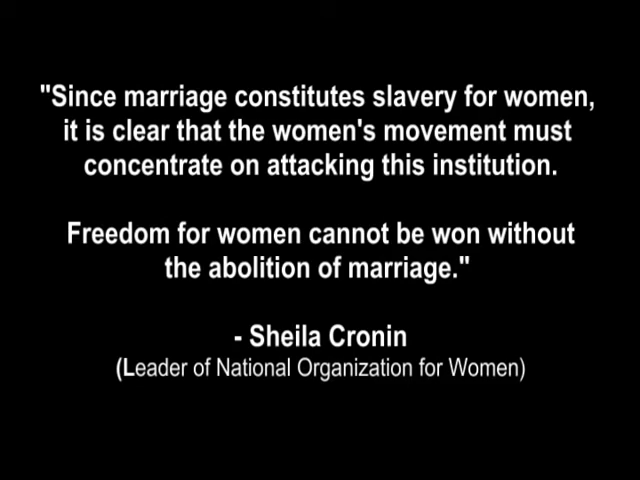 "Since marriage constitutes slavery for women,
it is clear that the women's movement must
concentrate on attacking this institution.
Freedom for women cannot be won without
the abolition of marriage."
- Sheila Cronin
(Leader of National Organization for Women)